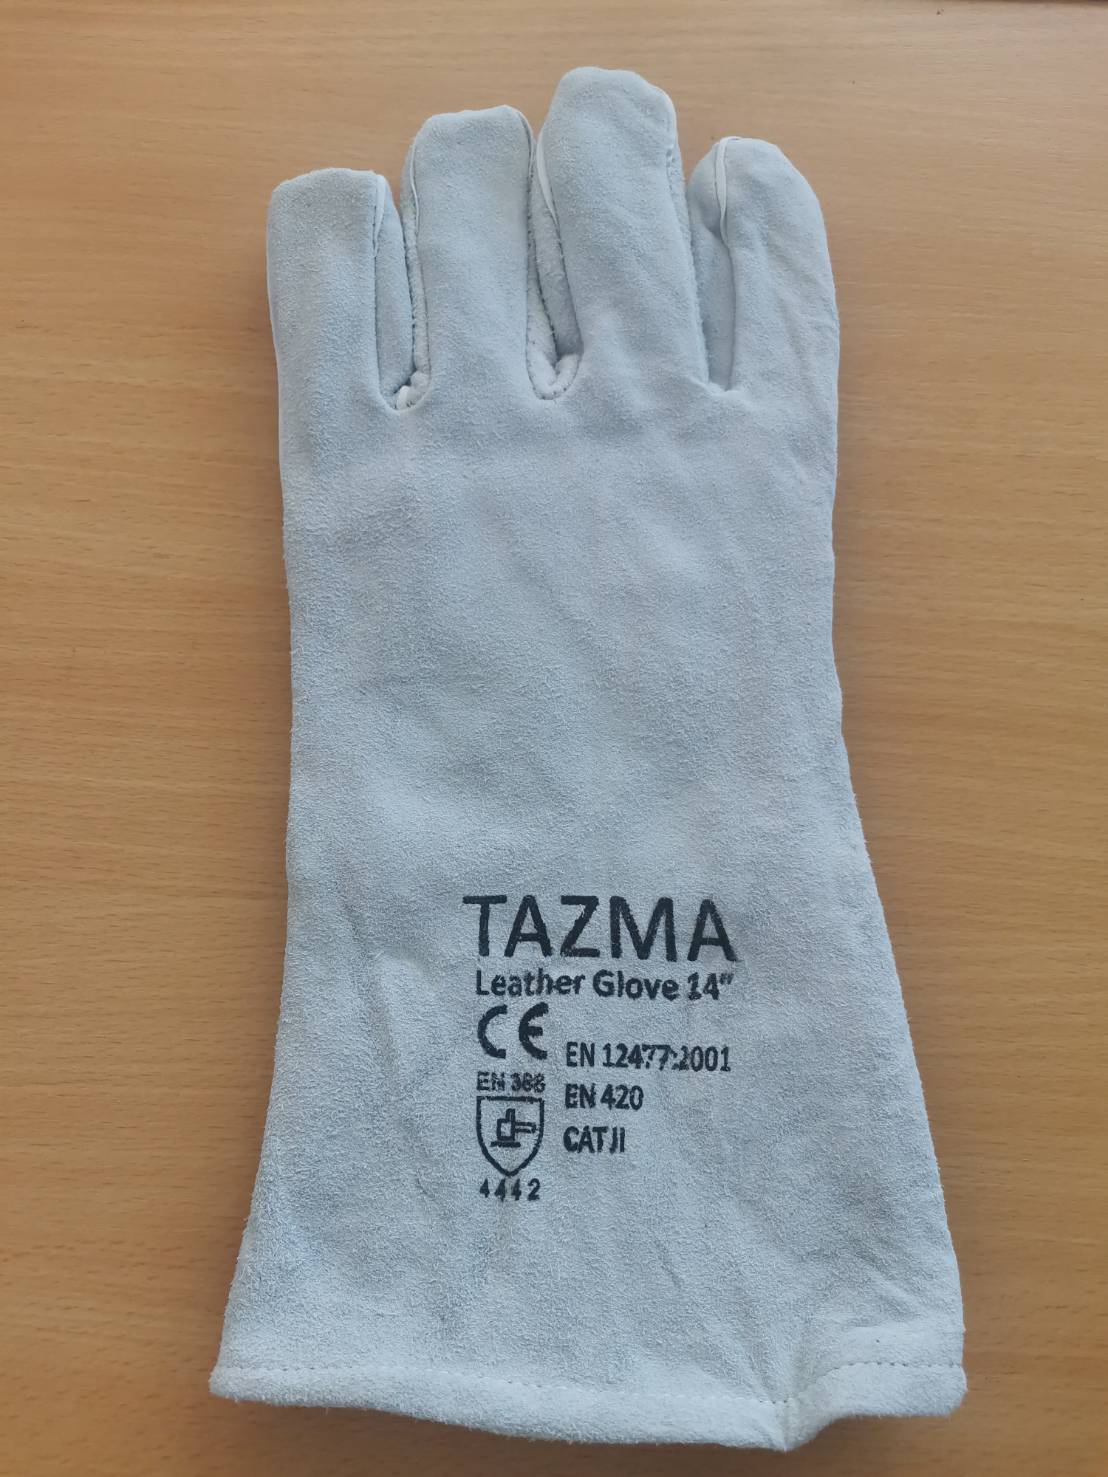 TAZMA
Leather Glove 14"
CE
EN 12477:2001
EN 388
EN 420
CAT II
4442